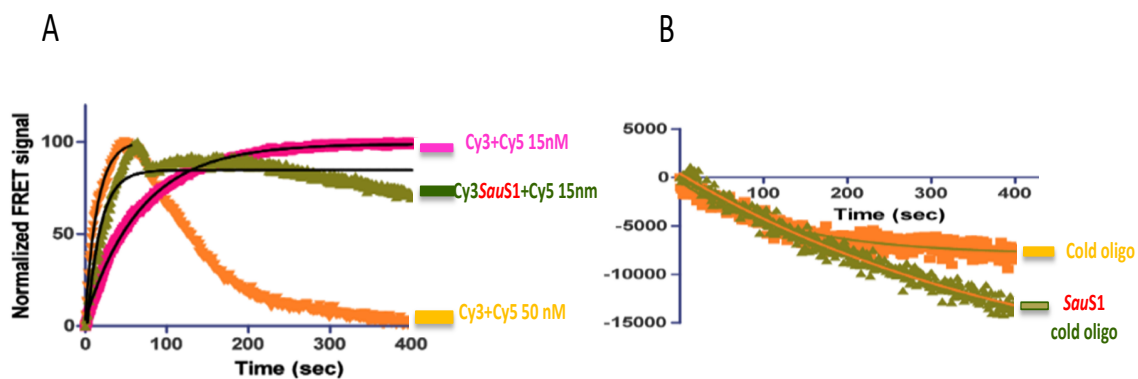 A
B
Normalized FRET signal
100
50
0
0
100
200
300
400
Time (sec)
Cy3+Cy5 15nM
Cy3SauS1+Cy5 15nm
Cy3+Cy5 50 nM
5000
0
-5000
-10000
-15000
100
200
300
400
Time (sec)
Cold oligo
SauS1
cold oligo